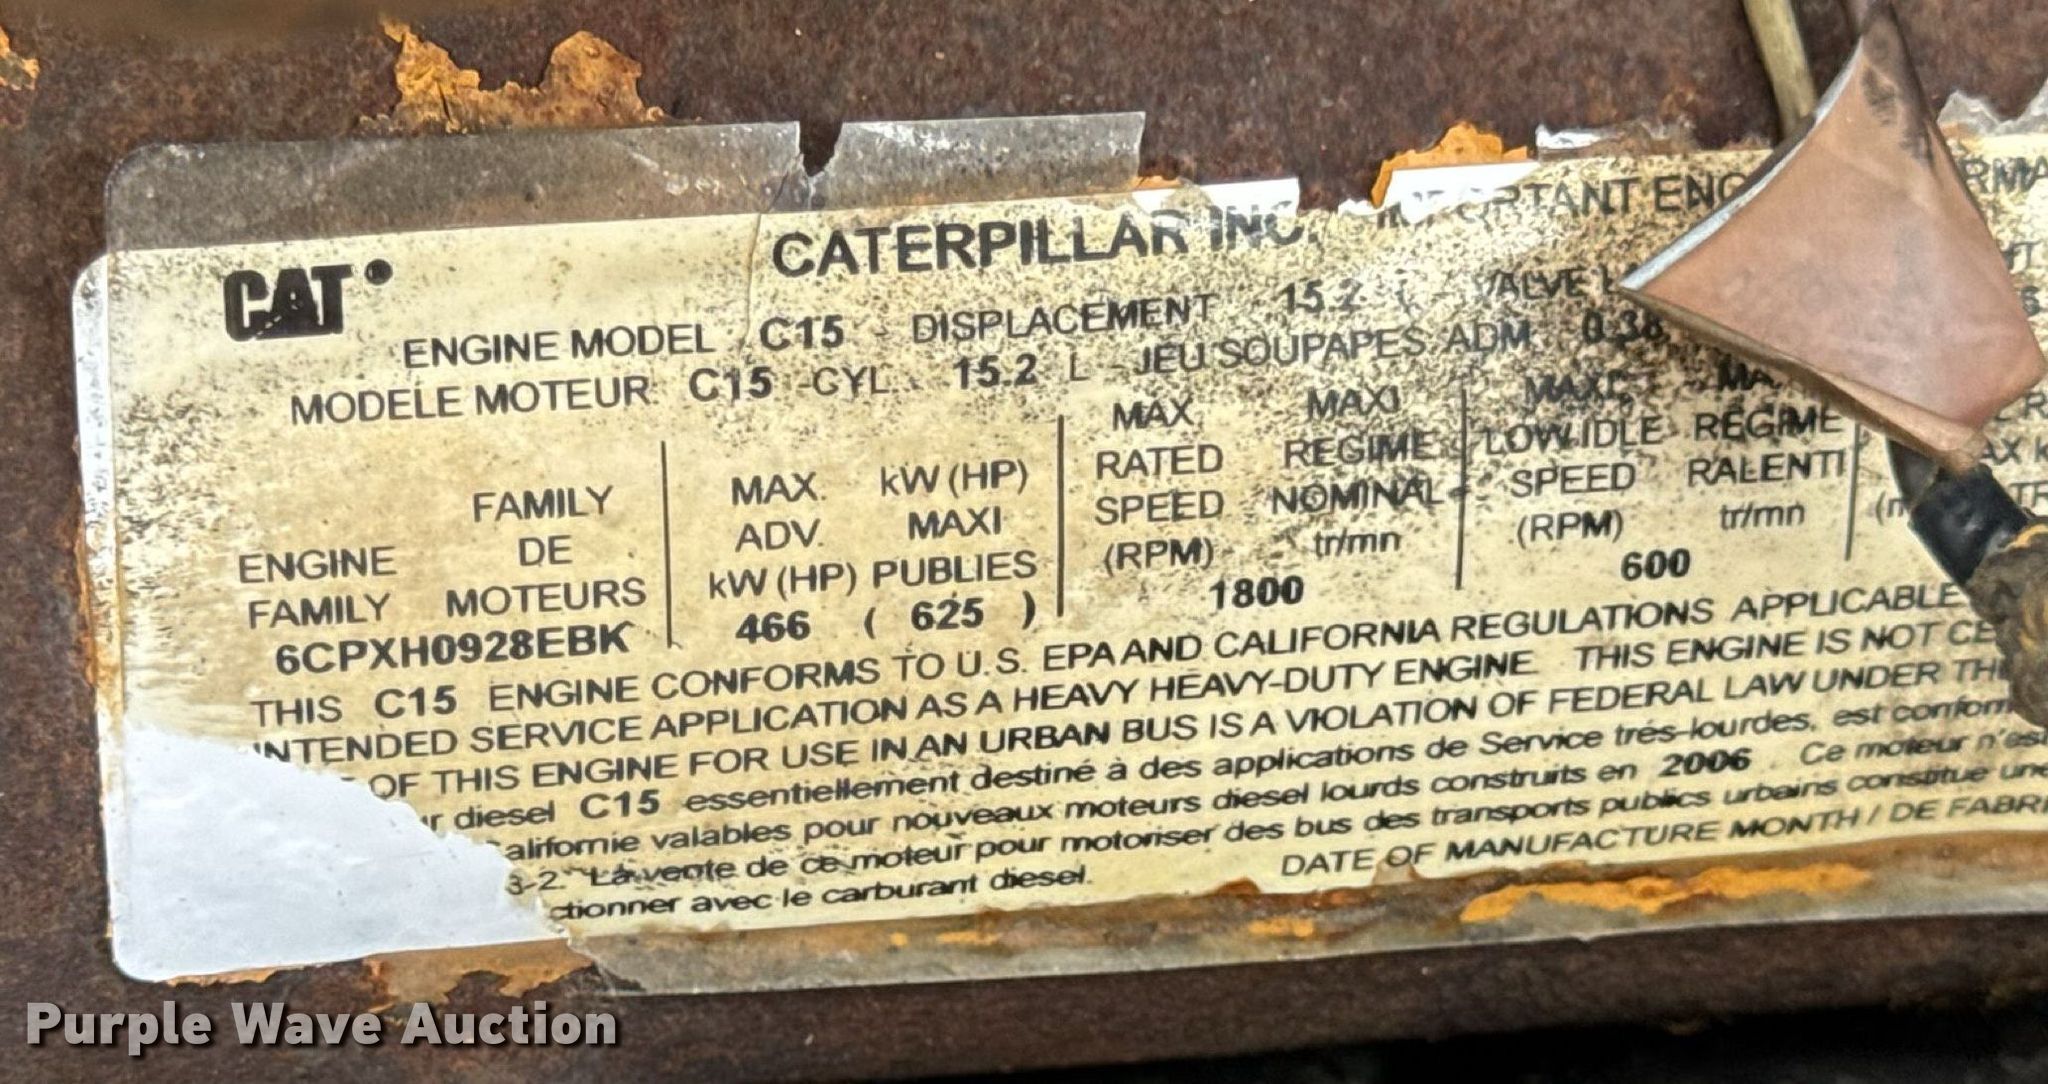 CATERPILLAR INC. IMPORTANT
CAT
ENGINE MODEL C15 - DISPLACEMENT 15.2 L - VALVE
MODÈLE MOTEUR C15 -CYL. 15.2 L - JEU SOUPAPES ADM. 0.38
ENGINE FAMILY
FAMILY DE MOTEURS
6CPXH0928EBK
MAX. kW (HP)
ADV. MAXI
kW (HP) PUBLIES
466 ( 625 )
MAX MAXI
RATED REGIME
SPEED NOMINAL
(RPM) tr/mn
1800
LOW IDLE REGIME
SPEED RALENTI
(RPM) tr/mn
600
THIS C15 ENGINE CONFORMS TO U.S. EPA AND CALIFORNIA REGULATIONS APPLICABLE
INTENDED SERVICE APPLICATION AS A HEAVY HEAVY-DUTY ENGINE THIS ENGINE IS NOT
OF THIS ENGINE FOR USE IN AN URBAN BUS IS A VIOLATION OF FEDERAL LAW UNDER
diesel C15 essentiellement destiné à des applications de Service trés-lourdes, est
valables pour nouveaux moteurs diesel lourds construits en 2006 . Ce moteur n'est
La vente de ce moteur pour motoriser des bus des transports publics urbains constitue une
avec le carburant diesel. DATE OF MANUFACTURE MONTH / DE
Purple Wave Auction